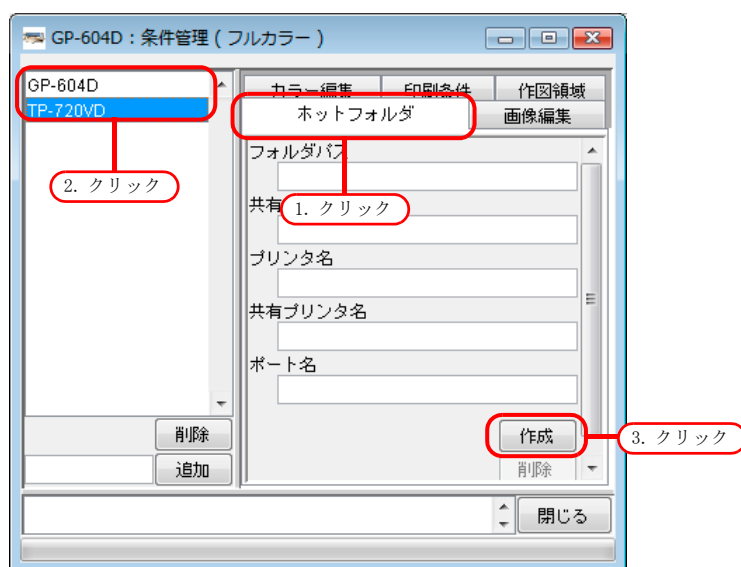 GP-604D：条件管理 ( フルカラー )
GP-604D
TP-720VD
カラー編集 印刷条件 作図領域
ホットフォルダ 画像編集
2. クリック
1. クリック
フォルダパス
共有
プリンタ名
共有プリンタ名
ポート名
削除
追加
作成
3. クリック
削除
閉じる